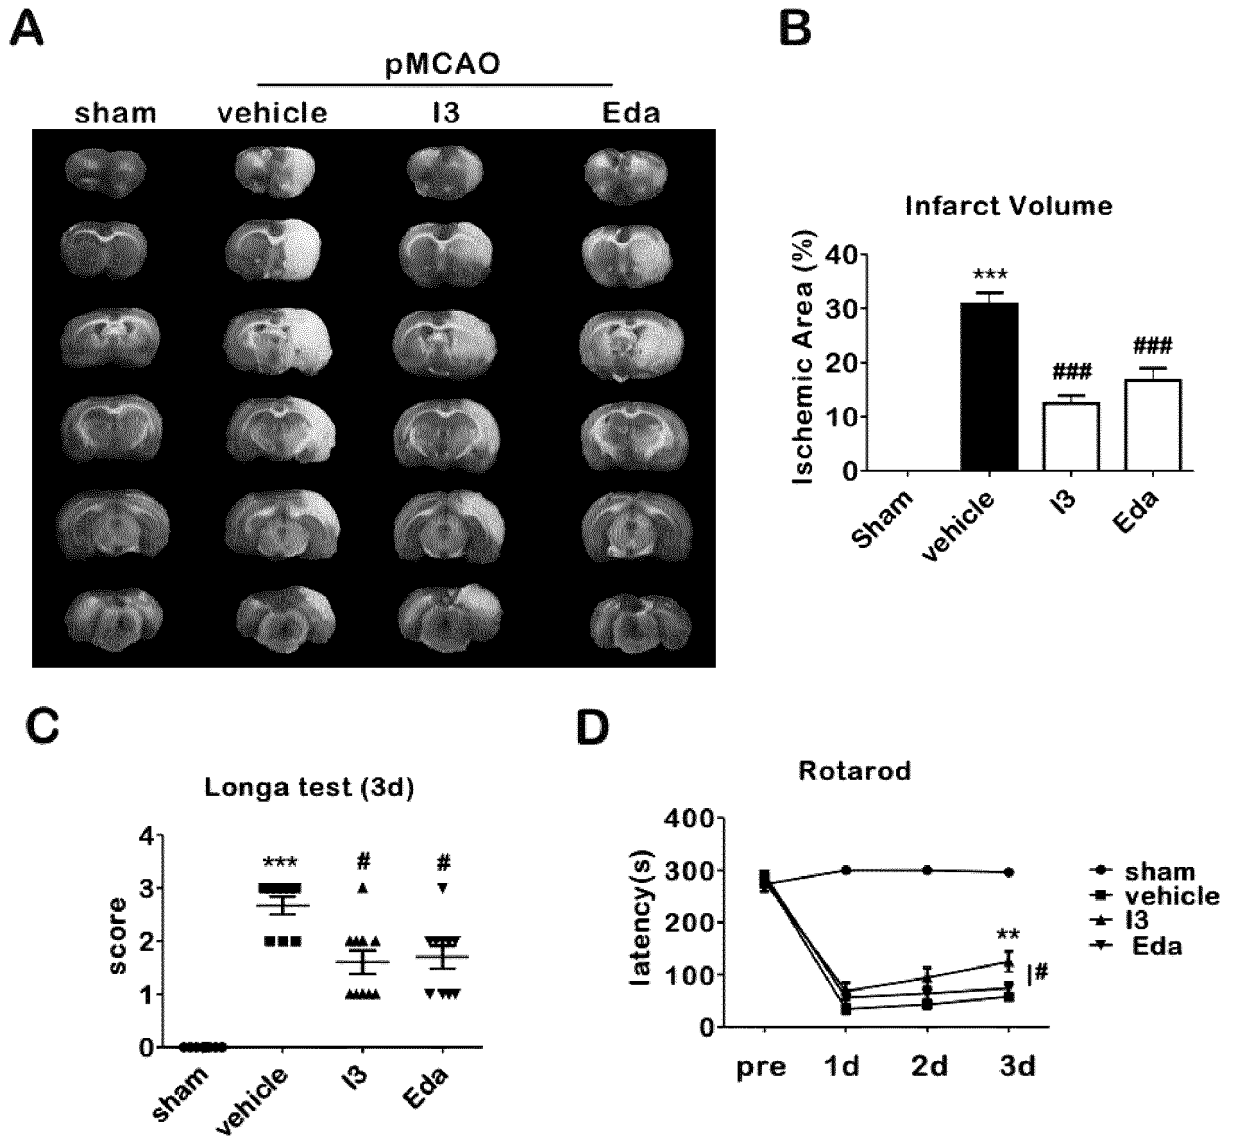 A
pMCAO
sham vehicle I3 Eda
B
Infarct Volume
Ischemic Area (%)
40
30
20
10
0
***
###
###
Sham vehicle I3 Eda
C
Longa test (3d)
score
4
3
2
1
0
***
#
#
sham vehicle I3 Eda
D
Rotarod
latency(s)
400
300
200
100
0
**
|#
pre 1d 2d 3d
sham
vehicle
I3
Eda